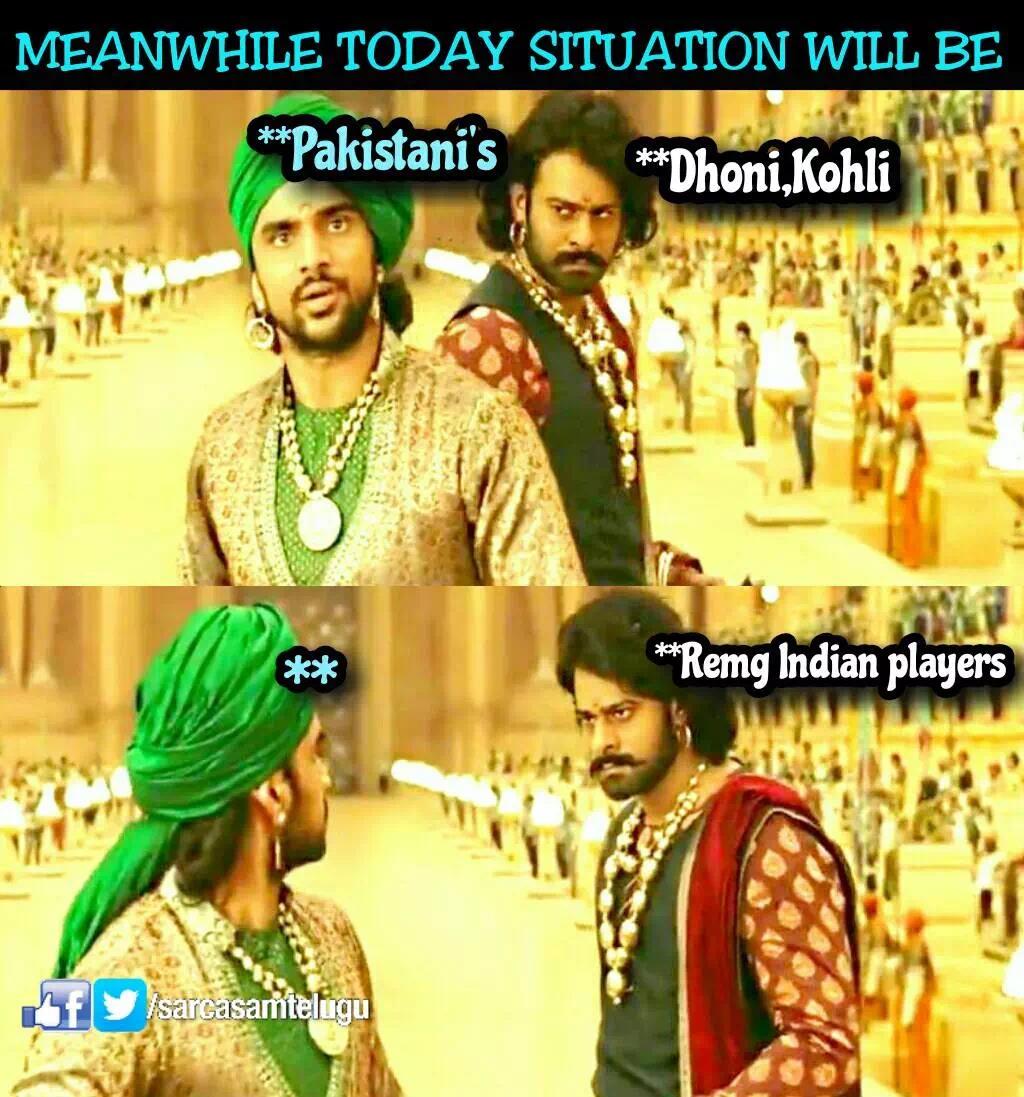 MEANWHILE TODAY SITUATION WILL BE
**Pakistani's
**Dhoni,Kohli
**
**Remg Indian players
f /sarcasamtelugu